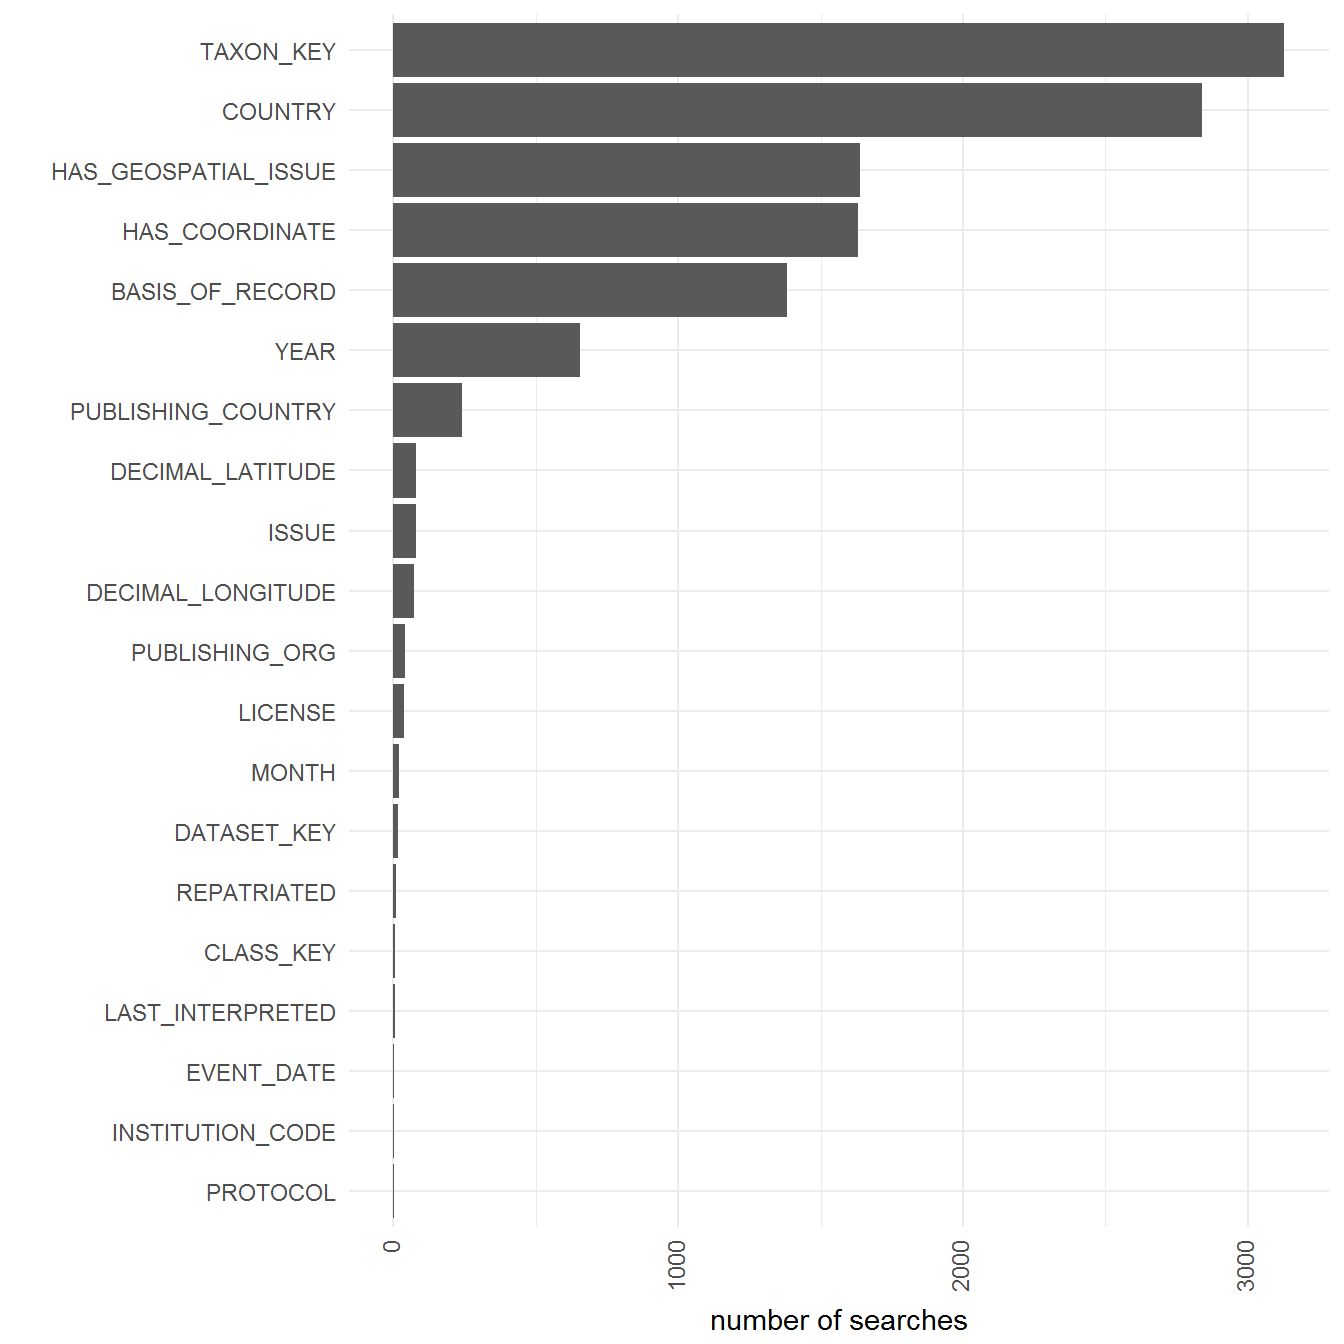 TAXON_KEY
COUNTRY
HAS_GEOSPATIAL_ISSUE
HAS_COORDINATE
BASIS_OF_RECORD
YEAR
PUBLISHING_COUNTRY
DECIMAL_LATITUDE
ISSUE
DECIMAL_LONGITUDE
PUBLISHING_ORG
LICENSE
MONTH
DATASET_KEY
REPATRIATED
CLASS_KEY
LAST_INTERPRETED
EVENT_DATE
INSTITUTION_CODE
PROTOCOL
0
1000
2000
3000
number of searches